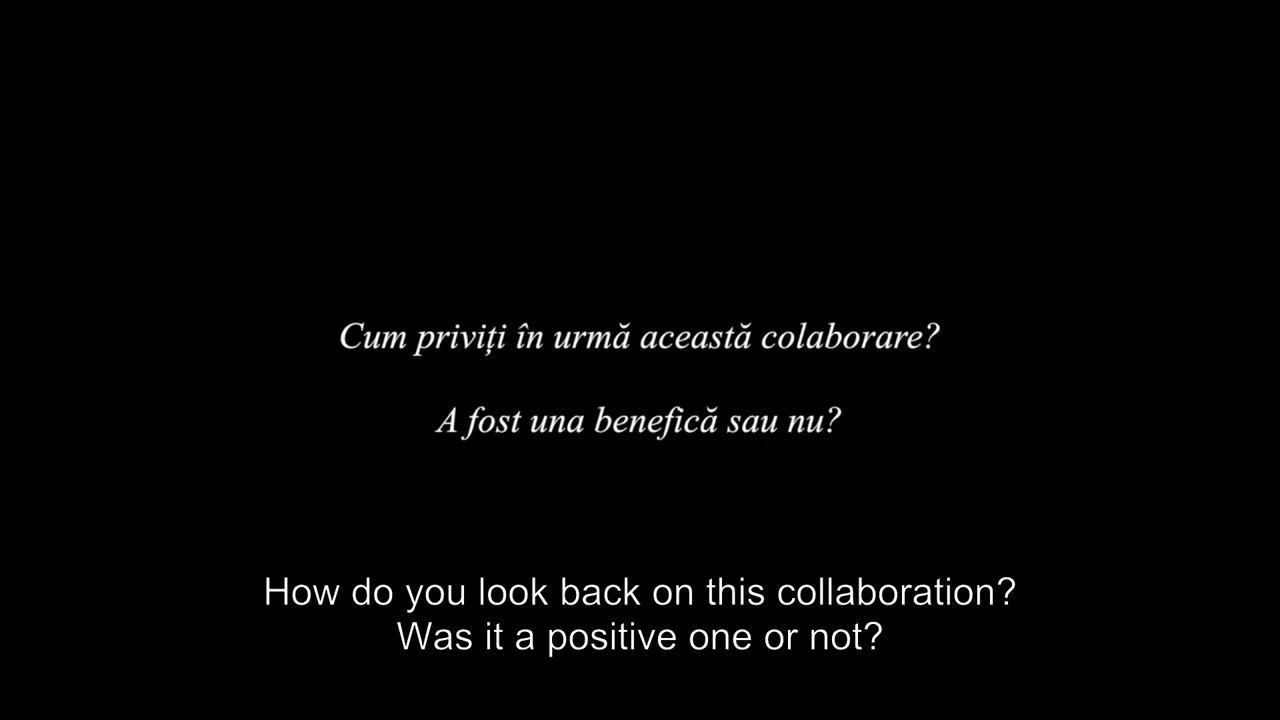 Cum priviți în urmă această colaborare?
A fost una benefică sau nu?
How do you look back on this collaboration?
Was it a positive one or not?